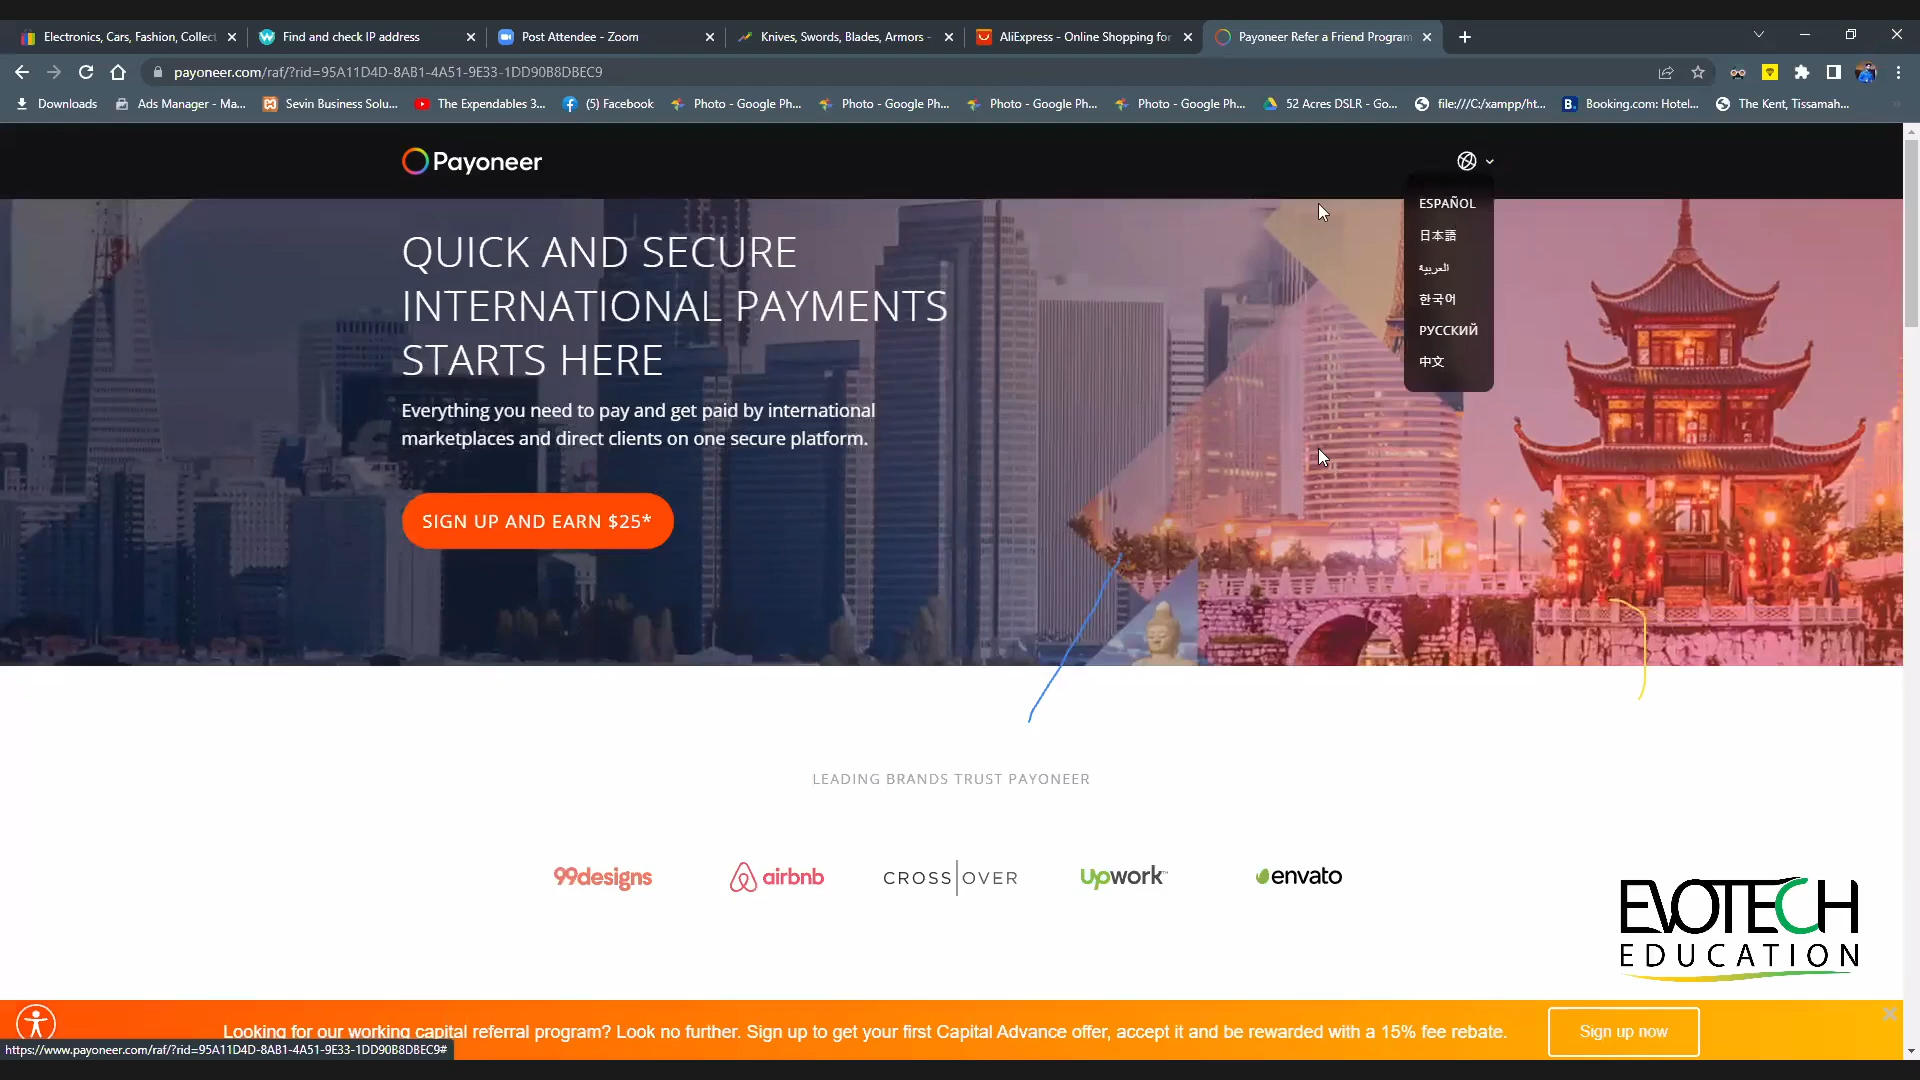 Electronics, Cars, Fashion, Collect
Find and check IP address
Post Attendee - Zoom
Knives, Swords, Blades, Armors -
AliExpress - Online Shopping for
Payoneer Refer a Friend Program
payoneer.com/raf/?rid=95A11D4D-8AB1-4A51-9E33-1DD90B8DBEC9
Downloads
Ads Manager - Ma...
Sevin Business Solu...
The Expendables 3...
(5) Facebook
Photo - Google Ph...
Photo - Google Ph...
Photo - Google Ph...
Photo - Google Ph...
52 Acres DSLR - Go...
file:///C:/xampp/ht...
Booking.com: Hotel...
The Kent, Tissamah...
Payoneer
ESPAÑOL
日本語
العربية
한국어
РУССКИЙ
中文
QUICK AND SECURE
INTERNATIONAL PAYMENTS
STARTS HERE
Everything you need to pay and get paid by international
marketplaces and direct clients on one secure platform.
SIGN UP AND EARN $25*
LEADING BRANDS TRUST PAYONEER
99designs
airbnb
CROSSOVER
upwork™
envato
EVOTECH
EDUCATION
Looking for our working capital referral program? Look no further. Sign up to get your first Capital Advance offer, accept it and be rewarded with a 15% fee rebate.
Sign up now
https://www.payoneer.com/raf/?rid=95A11D4D-8AB1-4A51-9E33-1DD90B8DBEC9#